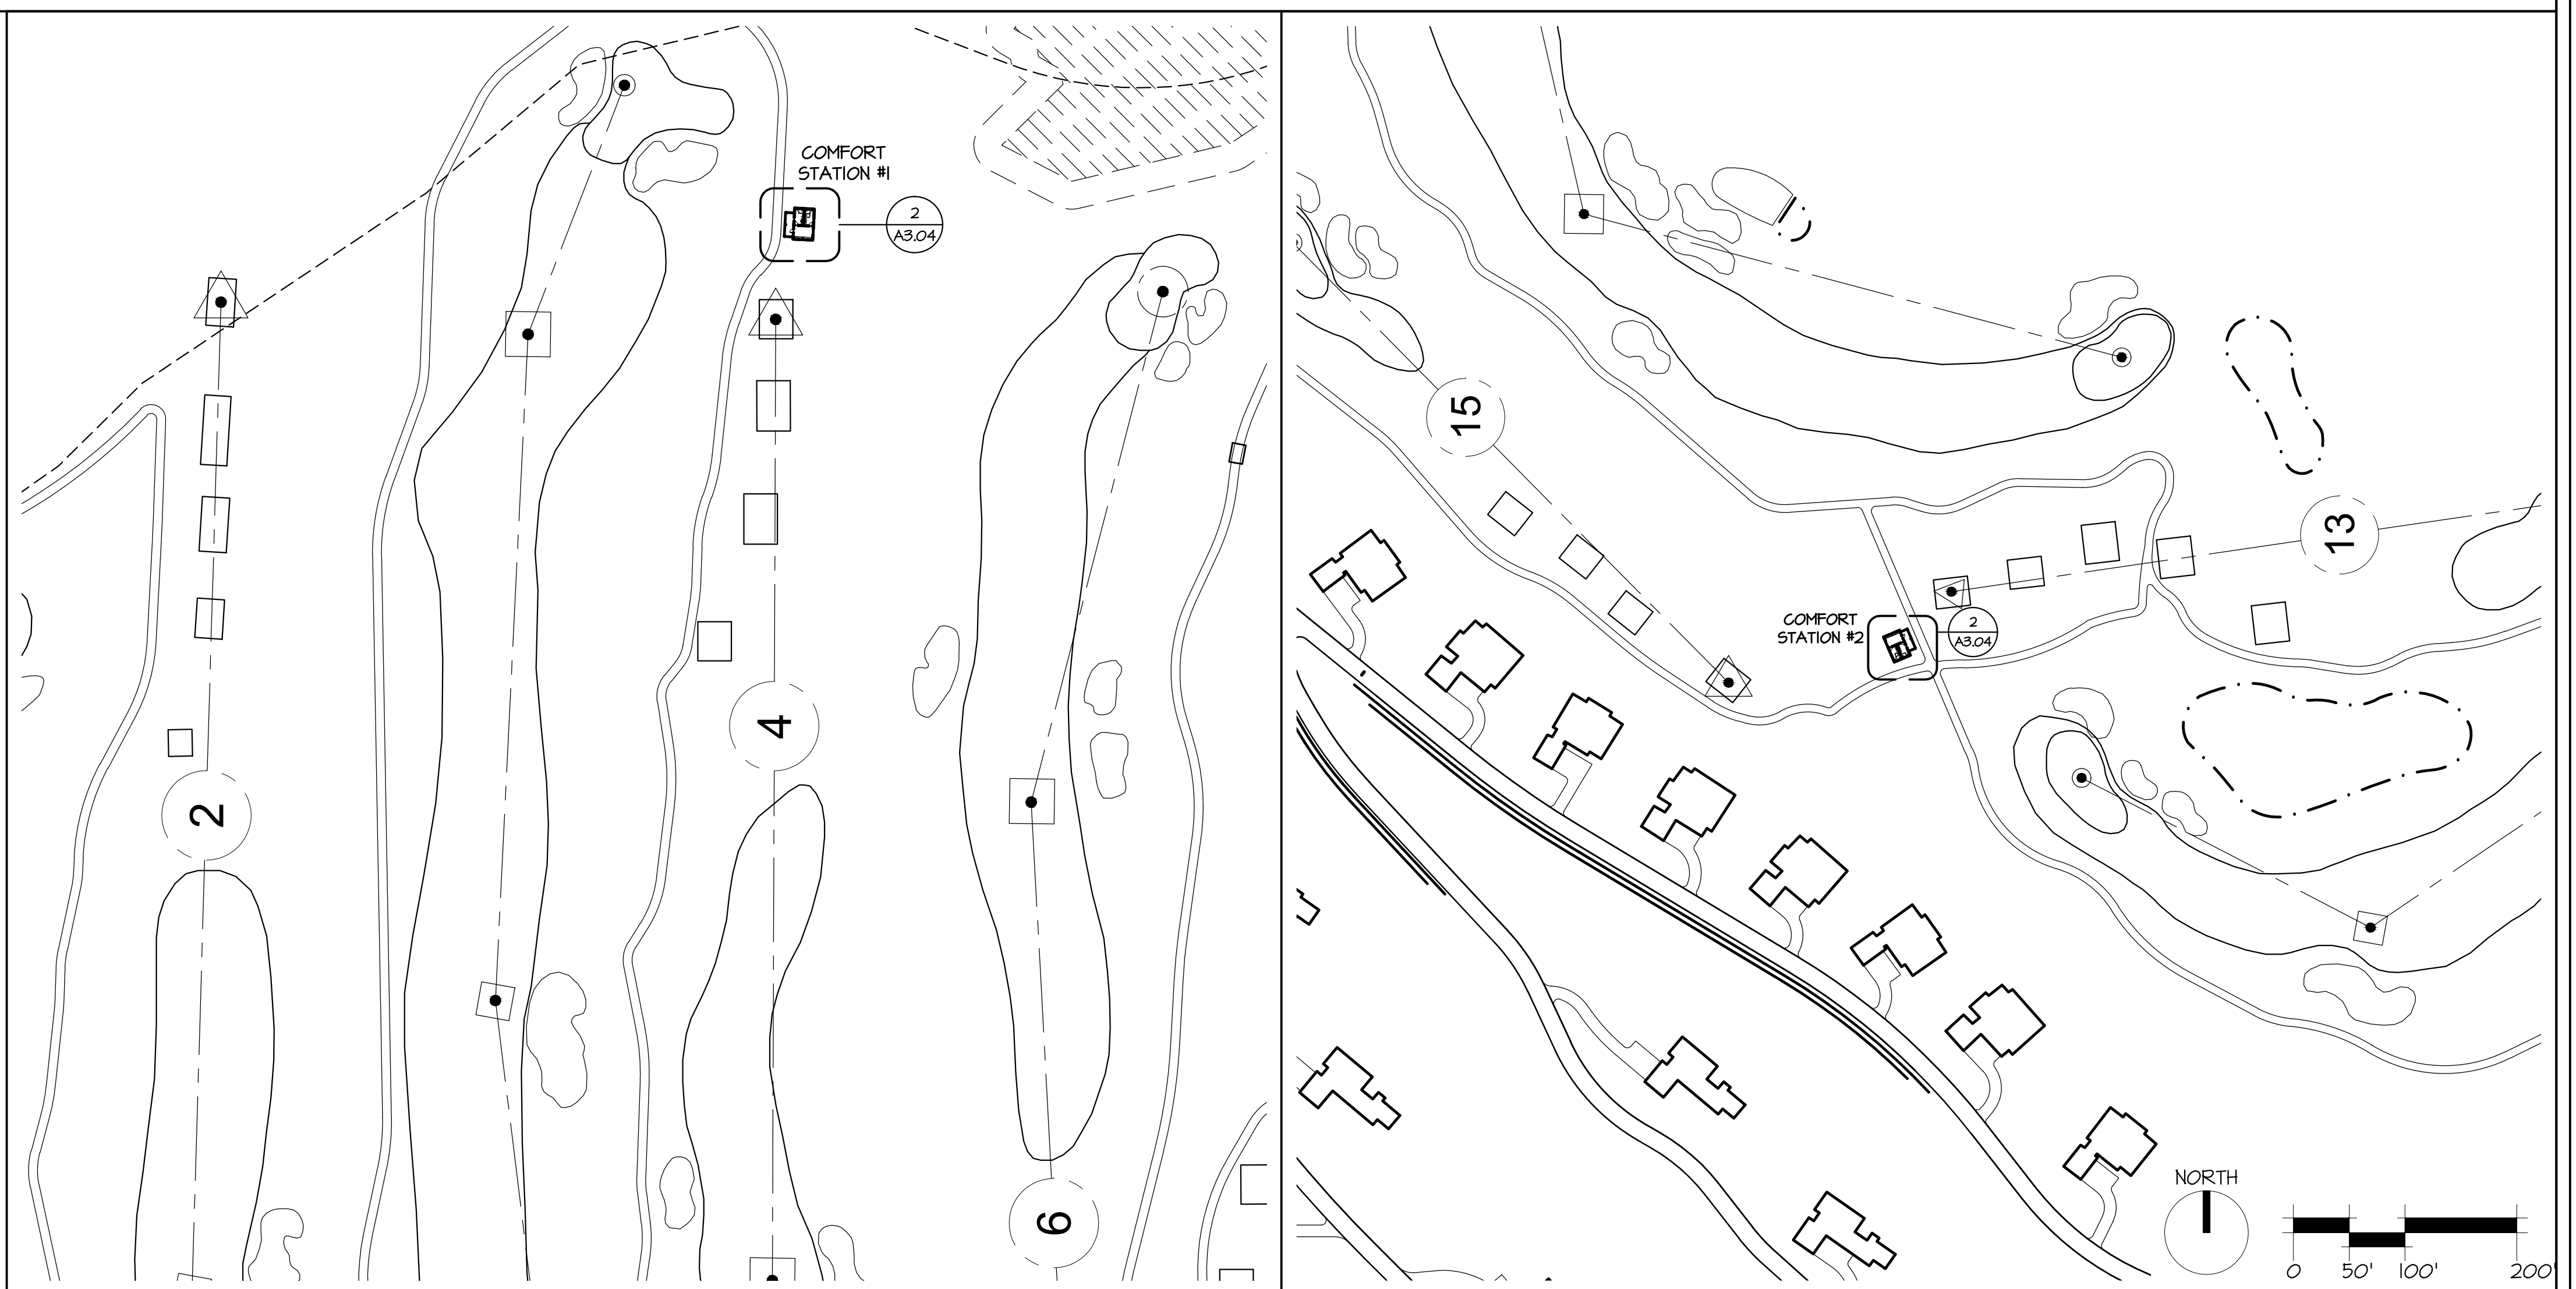 COMFORT
STATION #1
2
A3.04
2
4
6
15
13
COMFORT
STATION #2
2
A3.04
NORTH
0 50' 100' 200'